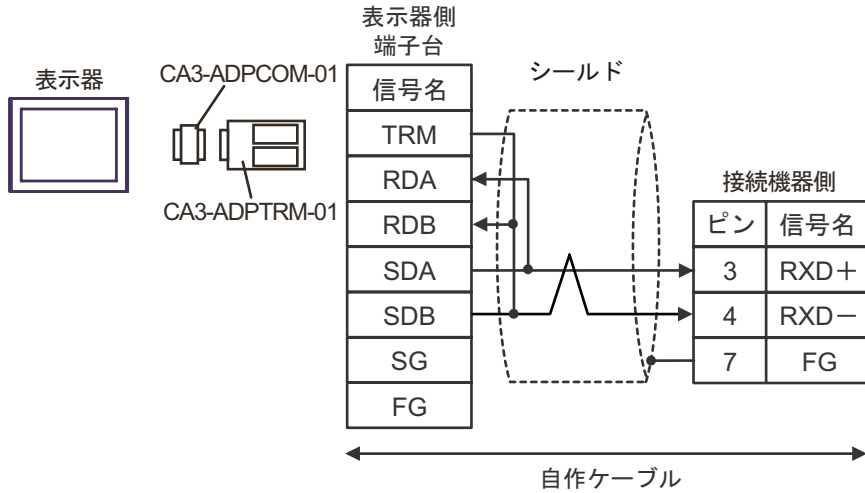 表示器側
端子台
表示器
CA3-ADPCOM-01
CA3-ADPTRM-01
信号名
TRM
RDA
RDB
SDA
SDB
SG
FG
シールド
接続機器側
ピン 信号名
3 RXD＋
4 RXD－
7 FG
自作ケーブル